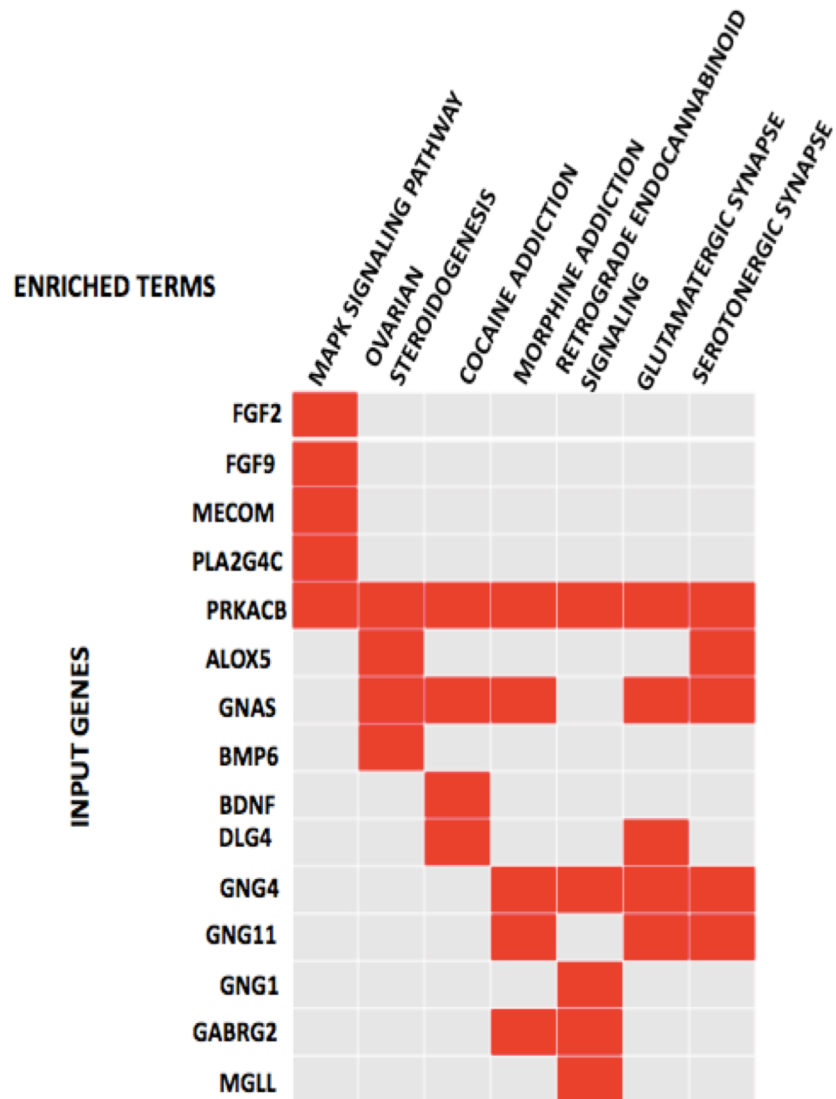 MAPK SIGNALING PATHWAY
OVARIAN
STEROIDOGENESIS
COCAINE ADDICTION
MORPHINE ADDICTION
RETROGRADE ENDOCANNABINOID
SIGNALING
GLUTAMATERGIC SYNAPSE
SEROTONERGIC SYNAPSE
ENRICHED TERMS
INPUT GENES
FGF2
FGF9
MECOM
PLA2G4C
PRKACB
ALOX5
GNAS
BMP6
BDNF
DLG4
GNG4
GNG11
GNG1
GABRG2
MGLL